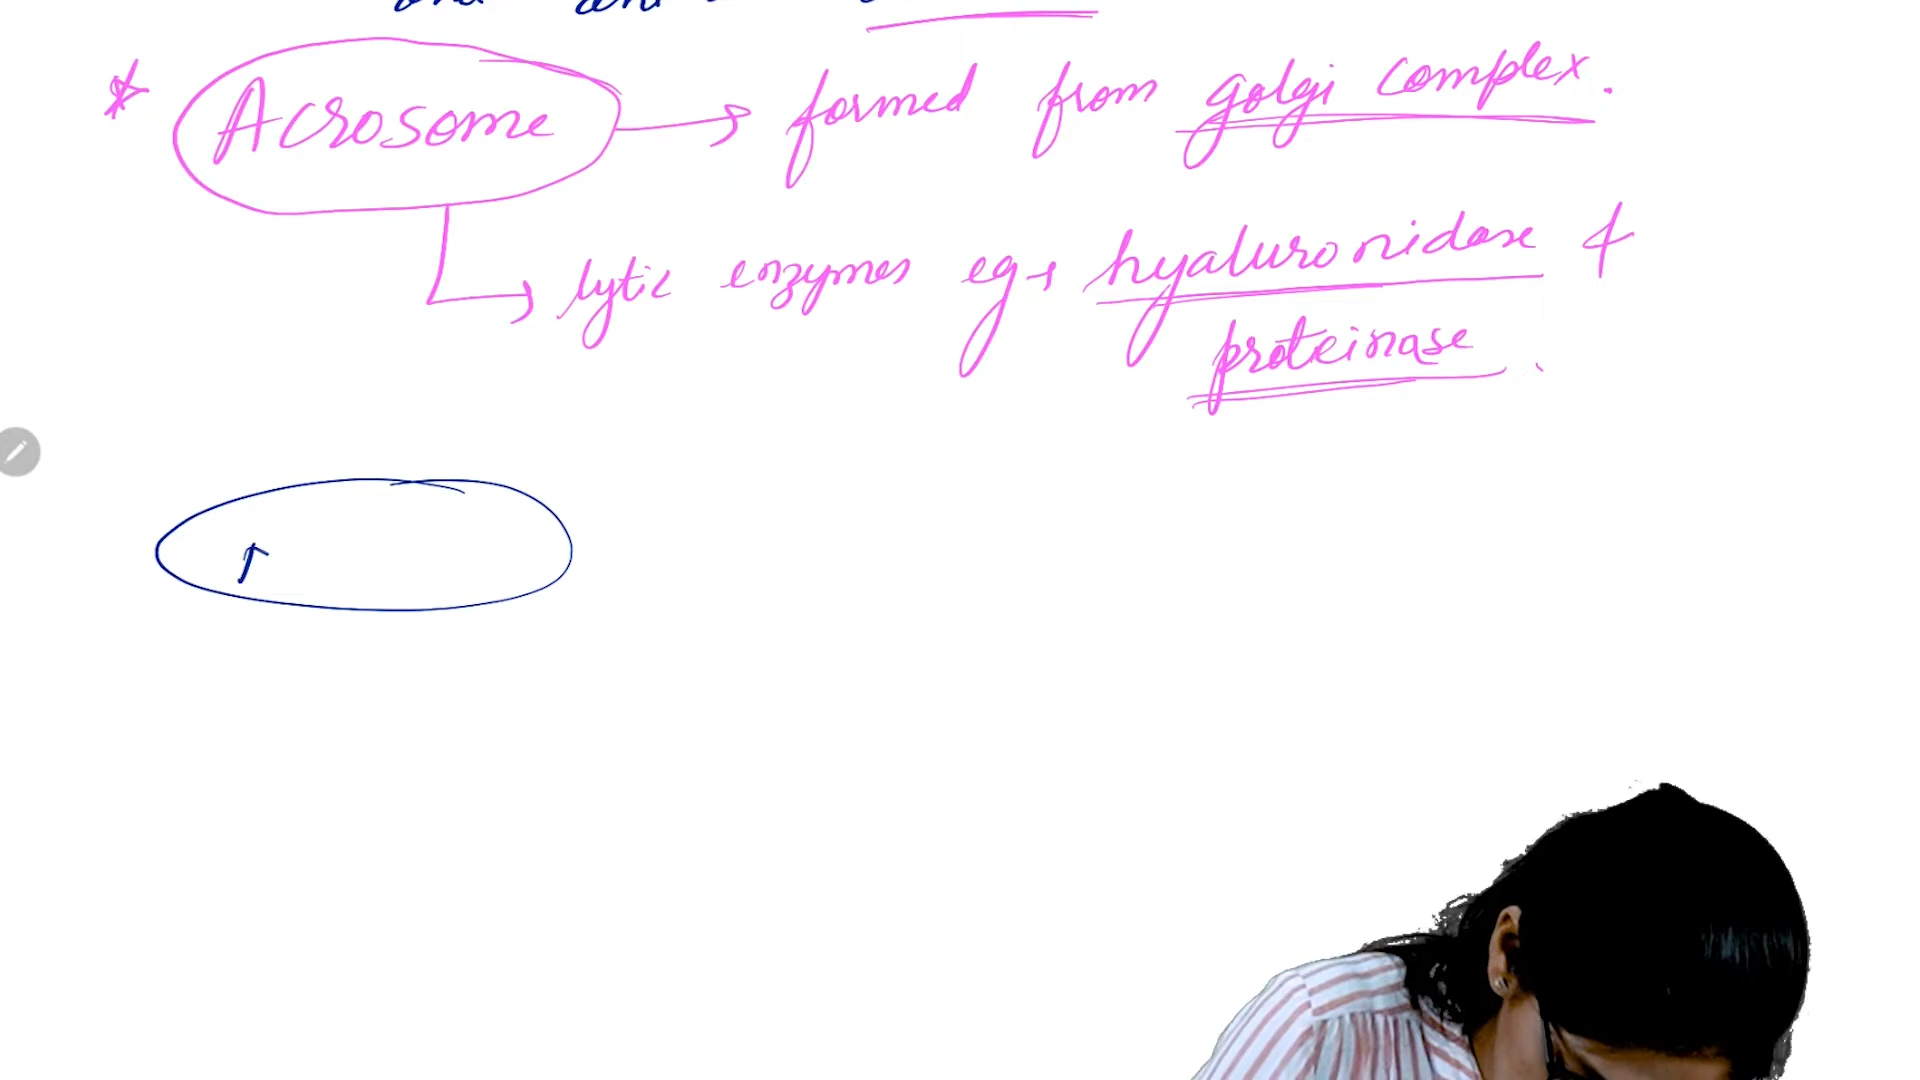 * Acrosome → formed from golgi complex.
↳ lytic enzymes eg → hyaluronidase &
proteinase.